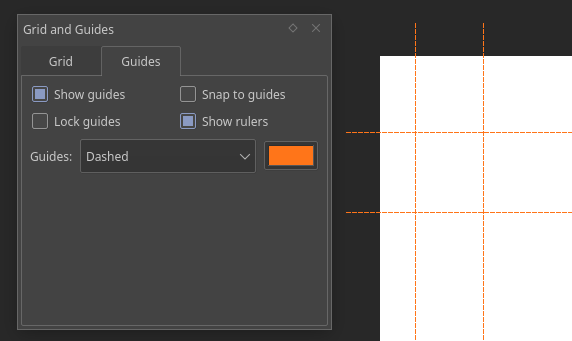 Grid and Guides
Grid Guides
Show guides Snap to guides
Lock guides Show rulers
Guides: Dashed